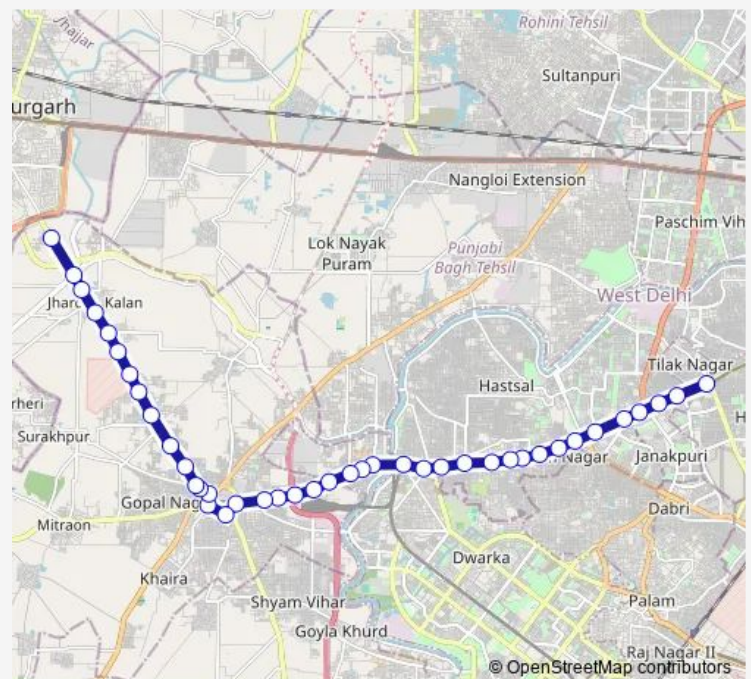 Rohini Tehsil
/hajjar
Sultanpuri
urgarh
Nangloi Extension
Paschim Vih
Lok Nayak
Puram
Punjabi
Bagh Tehsil
West Delhi
Kalan
Tilak Nagar
Hastsal
rheri
Surakhpur
Nagar
Janakpuri
Gopal Nag
Mitraon
Dabri
Dwarka
Khaira
Shyam Vihar
Palam
Goyla Khurd
Raj Nagar II
© OpenStreetMap contributors